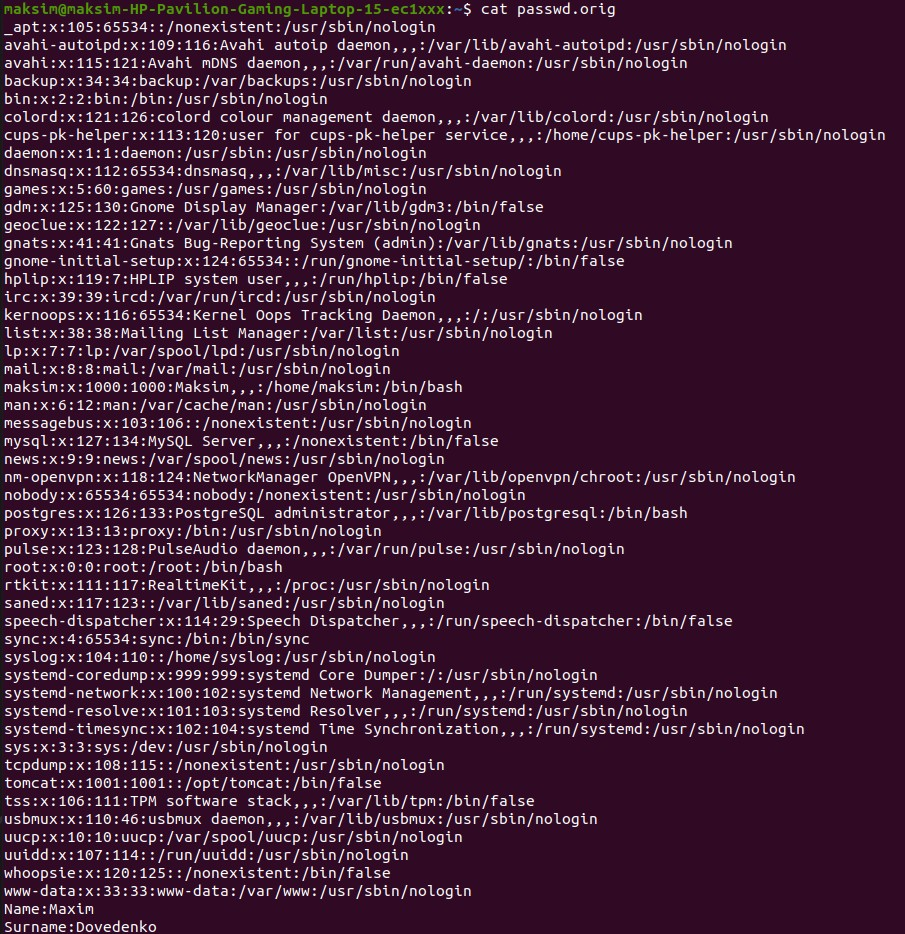 maksim@maksim-HP-Pavilion-Gaming-Laptop-15-ec1xxx:~$ cat passwd.orig
_apt:x:105:65534::/nonexistent:/usr/sbin/nologin
avahi-autoipd:x:109:116:Avahi autoip daemon,,,:/var/lib/avahi-autoipd:/usr/sbin/nologin
avahi:x:115:121:Avahi mDNS daemon,,,:/var/run/avahi-daemon:/usr/sbin/nologin
backup:x:34:34:backup:/var/backups:/usr/sbin/nologin
bin:x:2:2:bin:/bin:/usr/sbin/nologin
colord:x:121:126:colord colour management daemon,,,:/var/lib/colord:/usr/sbin/nologin
cups-pk-helper:x:113:120:user for cups-pk-helper service,,,:/home/cups-pk-helper:/usr/sbin/nologin
daemon:x:1:1:daemon:/usr/sbin:/usr/sbin/nologin
dnsmasq:x:112:65534:dnsmasq,,,:/var/lib/misc:/usr/sbin/nologin
games:x:5:60:games:/usr/games:/usr/sbin/nologin
gdm:x:125:130:Gnome Display Manager:/var/lib/gdm3:/bin/false
geoclue:x:122:127::/var/lib/geoclue:/usr/sbin/nologin
gnats:x:41:41:Gnats Bug-Reporting System (admin):/var/lib/gnats:/usr/sbin/nologin
gnome-initial-setup:x:124:65534::/run/gnome-initial-setup/:/bin/false
hplip:x:119:7:HPLIP system user,,,:/run/hplip:/bin/false
irc:x:39:39:ircd:/var/run/ircd:/usr/sbin/nologin
kernoops:x:116:65534:Kernel Oops Tracking Daemon,,,:/:/usr/sbin/nologin
list:x:38:38:Mailing List Manager:/var/list:/usr/sbin/nologin
lp:x:7:7:lp:/var/spool/lpd:/usr/sbin/nologin
mail:x:8:8:mail:/var/mail:/usr/sbin/nologin
maksim:x:1000:1000:Maksim,,,:/home/maksim:/bin/bash
man:x:6:12:man:/var/cache/man:/usr/sbin/nologin
messagebus:x:103:106::/nonexistent:/usr/sbin/nologin
mysql:x:127:134:MySQL Server,,,:/nonexistent:/bin/false
news:x:9:9:news:/var/spool/news:/usr/sbin/nologin
nm-openvpn:x:118:124:NetworkManager OpenVPN,,,:/var/lib/openvpn/chroot:/usr/sbin/nologin
nobody:x:65534:65534:nobody:/nonexistent:/usr/sbin/nologin
postgres:x:126:133:PostgreSQL administrator,,,:/var/lib/postgresql:/bin/bash
proxy:x:13:13:proxy:/bin:/usr/sbin/nologin
pulse:x:123:128:PulseAudio daemon,,,:/var/run/pulse:/usr/sbin/nologin
root:x:0:0:root:/root:/bin/bash
rtkit:x:111:117:RealtimeKit,,,:/proc:/usr/sbin/nologin
saned:x:117:123::/var/lib/saned:/usr/sbin/nologin
speech-dispatcher:x:114:29:Speech Dispatcher,,,:/run/speech-dispatcher:/bin/false
sync:x:4:65534:sync:/bin:/bin/sync
syslog:x:104:110::/home/syslog:/usr/sbin/nologin
systemd-coredump:x:999:999:systemd Core Dumper:/:/usr/sbin/nologin
systemd-network:x:100:102:systemd Network Management,,,:/run/systemd:/usr/sbin/nologin
systemd-resolve:x:101:103:systemd Resolver,,,:/run/systemd:/usr/sbin/nologin
systemd-timesync:x:102:104:systemd Time Synchronization,,,:/run/systemd:/usr/sbin/nologin
sys:x:3:3:sys:/dev:/usr/sbin/nologin
tcpdump:x:108:115::/nonexistent:/usr/sbin/nologin
tomcat:x:1001:1001::/opt/tomcat:/bin/false
tss:x:106:111:TPM software stack,,,:/var/lib/tpm:/bin/false
usbmux:x:110:46:usbmux daemon,,,:/var/lib/usbmux:/usr/sbin/nologin
uucp:x:10:10:uucp:/var/spool/uucp:/usr/sbin/nologin
uuidd:x:107:114::/run/uuidd:/usr/sbin/nologin
whoopsie:x:120:125::/nonexistent:/bin/false
www-data:x:33:33:www-data:/var/www:/usr/sbin/nologin
Name:Maxim
Surname:Dovedenko